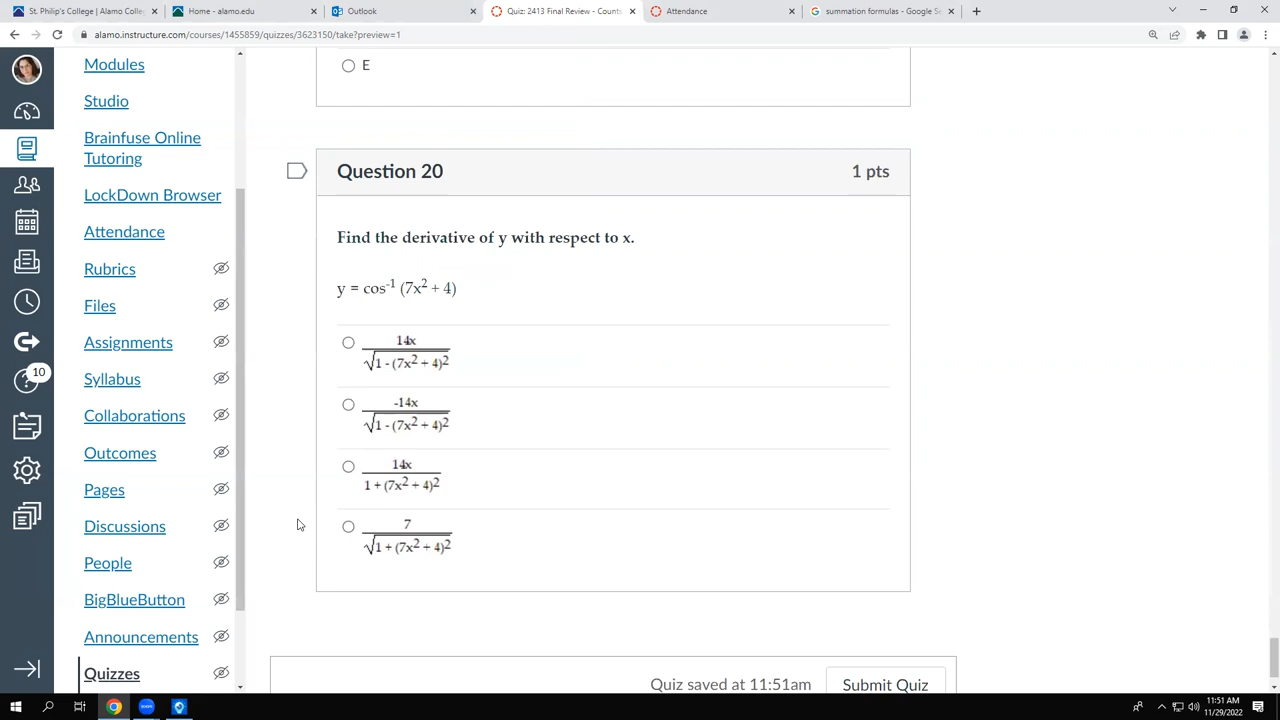 St. Philip's College | Alamo Colleg
Home - alamo.edu
Outlook
Quiz: 2413 Final Review - Counts
Attendance
summation formulas - Google Se
alamo.instructure.com/courses/1455859/quizzes/3623150/take?preview=1
Modules
Studio
Brainfuse Online
Tutoring
LockDown Browser
Attendance
Rubrics
Files
Assignments
10
Syllabus
Collaborations
Outcomes
Pages
Discussions
People
BigBlueButton
Announcements
Quizzes
E
Question 20
1 pts
Find the derivative of y with respect to x.
y = cos⁻¹ (7x² + 4)
14x
√1 - (7x² + 4)²
-14x
√1 - (7x² + 4)²
14x
1 + (7x² + 4)²
7
√1 + (7x² + 4)²
Quiz saved at 11:51am
Submit Quiz
11:51 AM
11/29/2022